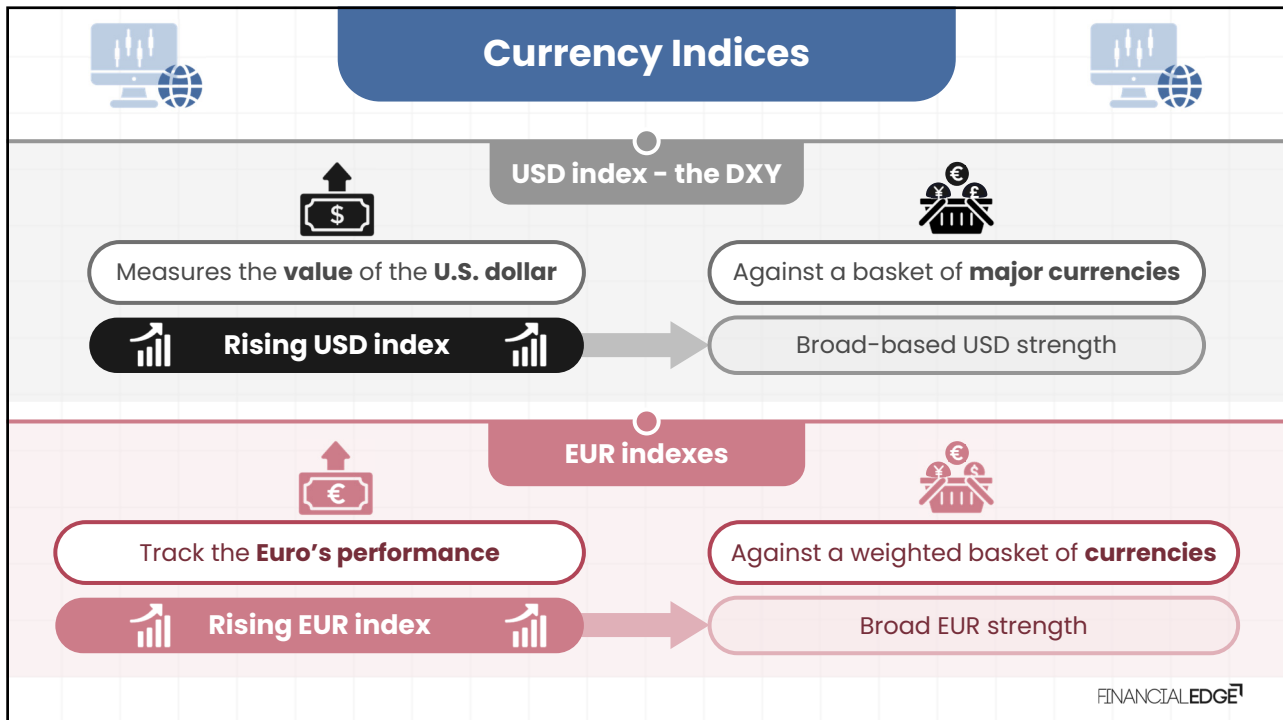 Currency Indices
USD index - the DXY
$
¥ € £
Measures the value of the U.S. dollar
Against a basket of major currencies
Rising USD index
Broad-based USD strength
EUR indexes
€
¥ € $
Track the Euro’s performance
Against a weighted basket of currencies
Rising EUR index
Broad EUR strength
FINANCIALEDGE